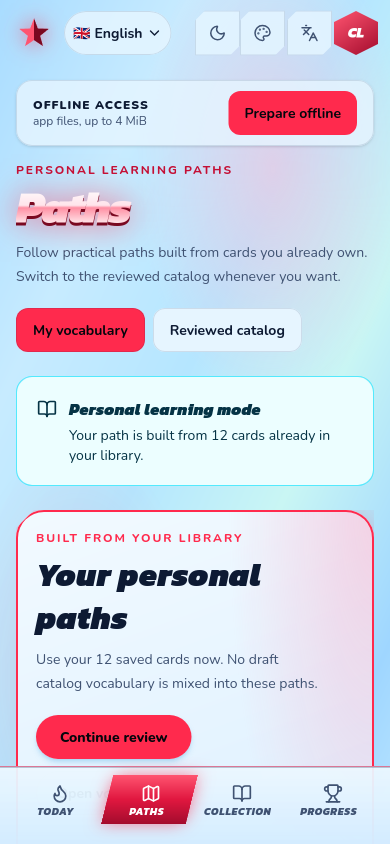 🇬🇧 English
CL
OFFLINE ACCESS
app files, up to 4 MiB
Prepare offline
PERSONAL LEARNING PATHS
Paths
Follow practical paths built from cards you already own.
Switch to the reviewed catalog whenever you want.
My vocabulary
Reviewed catalog
Personal learning mode
Your path is built from 12 cards already in
your library.
BUILT FROM YOUR LIBRARY
Your personal
paths
Use your 12 saved cards now. No draft
catalog vocabulary is mixed into these paths.
Continue review
TODAY
PATHS
COLLECTION
PROGRESS